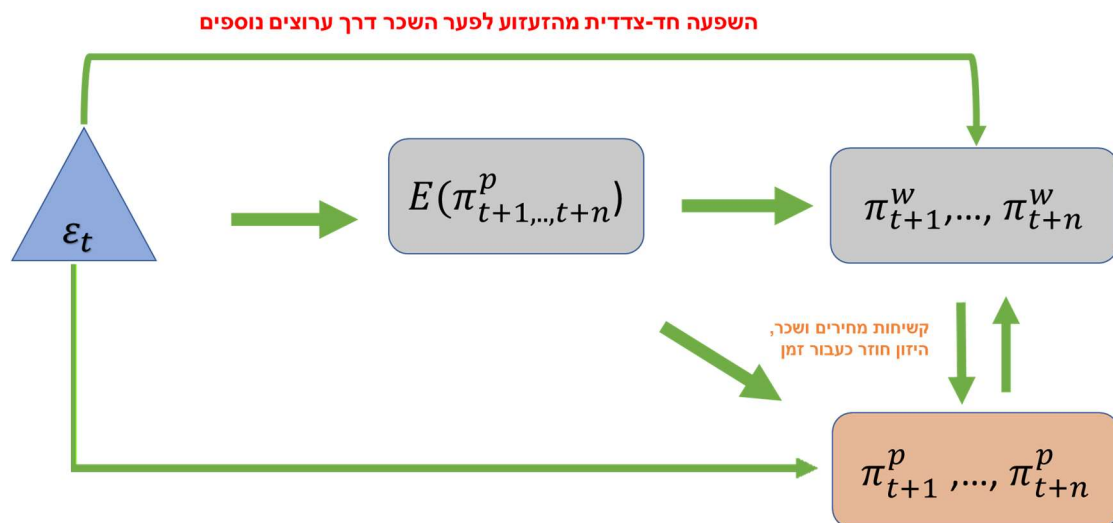 השפעה חד-צדדית מהזעזוע לפער השכר דרך ערוצים נוספים
ε_t
E(π^p_{t+1,..,t+n})
π^w_{t+1},..., π^w_{t+n}
קשיחות מחירים ושכר,
היזון חוזר כעבור זמן
π^p_{t+1},..., π^p_{t+n}